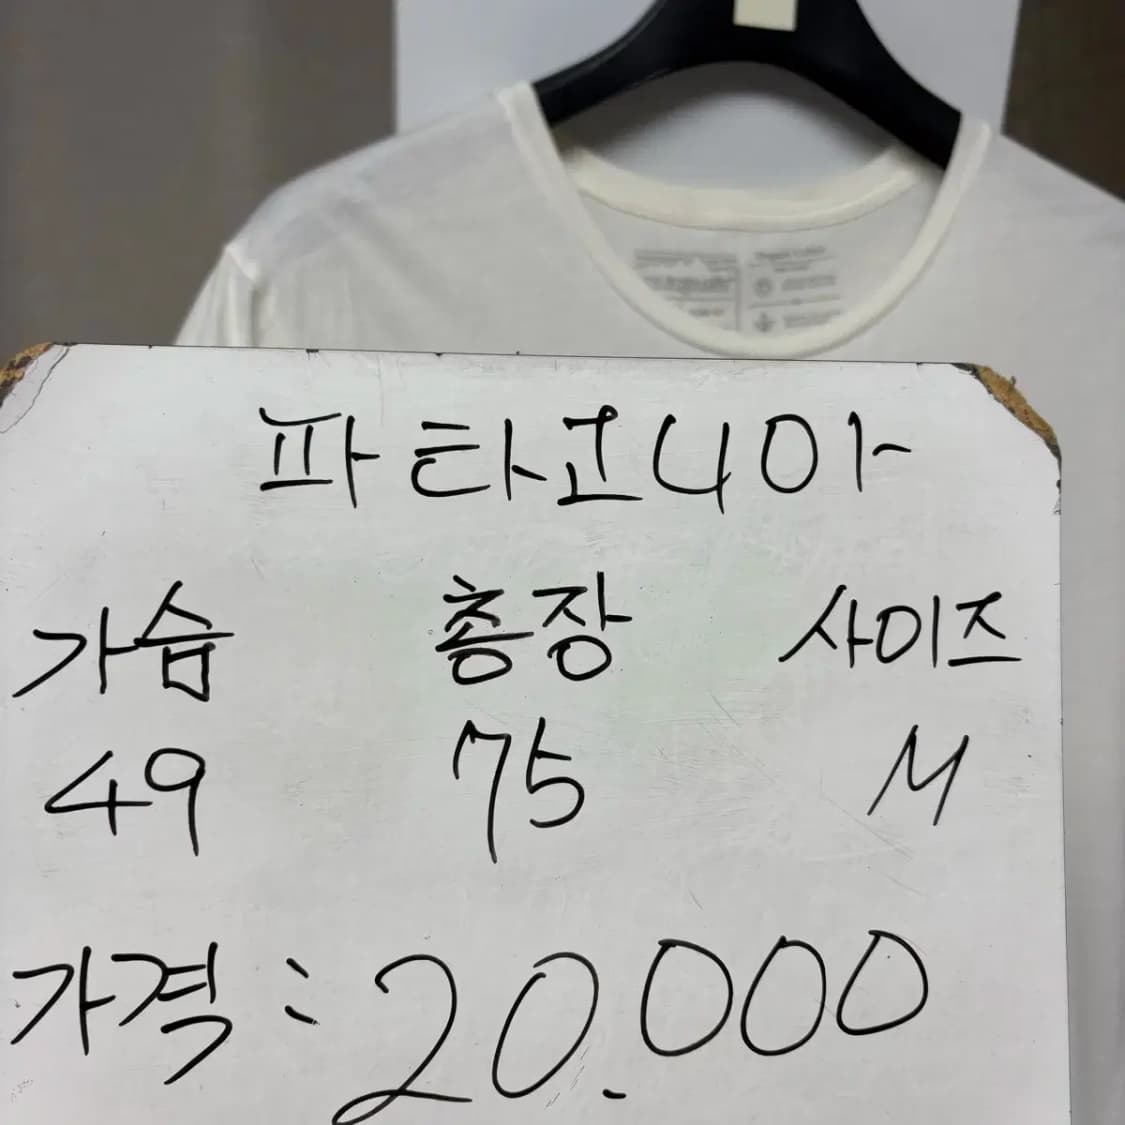 파타고니아
가슴 총장 사이즈
49 75 M
가격 : 20.000